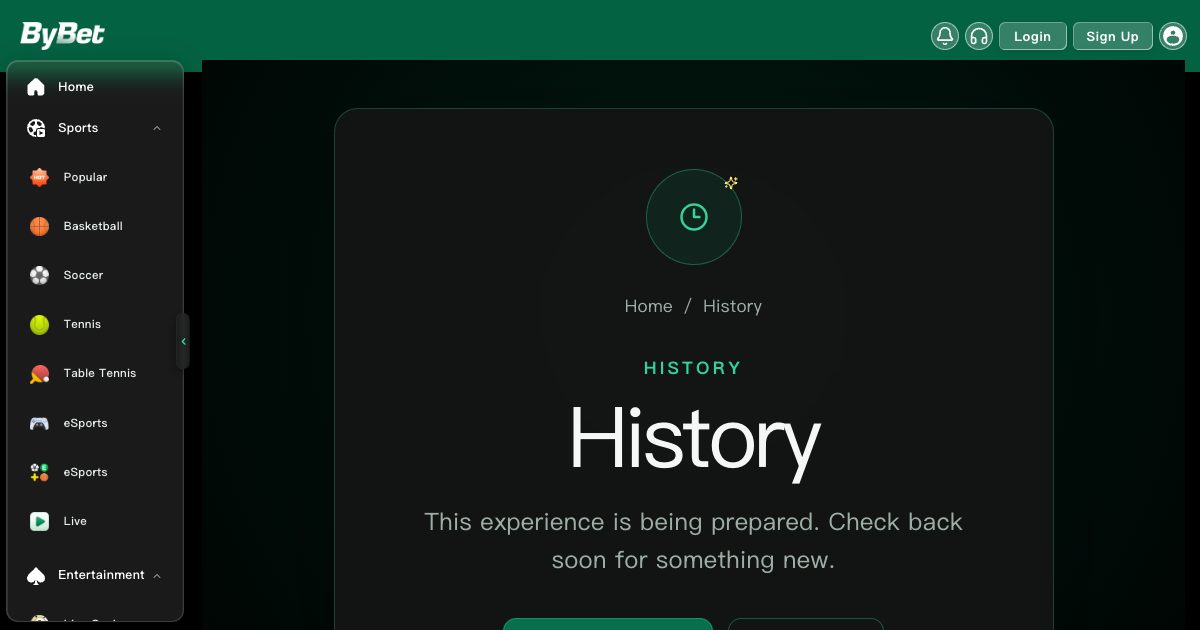 ByBet
Login
Sign Up
Home
Sports
HOT
Popular
Basketball
Soccer
Tennis
Table Tennis
eSports
eSports
Live
Entertainment
Home / History
HISTORY
History
This experience is being prepared. Check back
soon for something new.